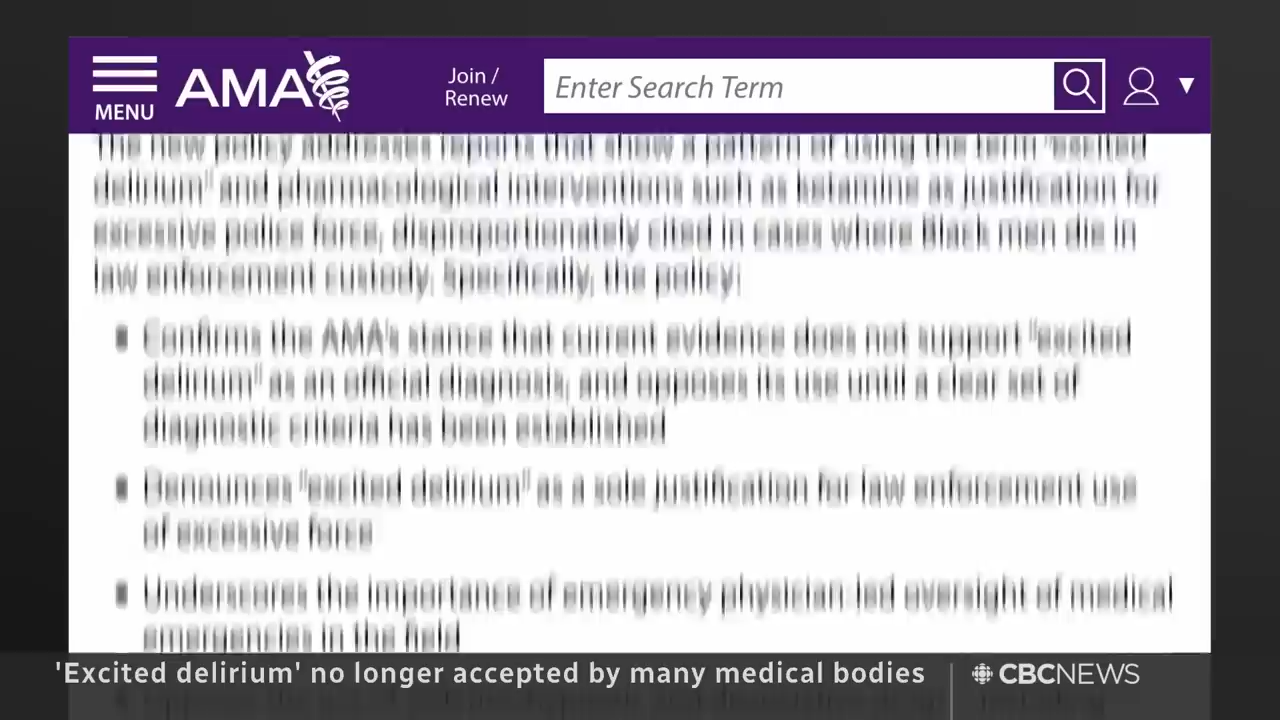 MENU
AMA
Join /
Renew
Enter Search Term
The new policy addresses reports that show a pattern of using the term "excited
delirium" and pharmacological interventions such as ketamine as justification for
excessive police force, disproportionately cited in cases where Black men die in
law enforcement custody. Specifically, the policy:
Confirms the AMA's stance that current evidence does not support "excited
delirium" as an official diagnosis, and opposes its use until a clear set of
diagnostic criteria has been established
Denounces "excited delirium" as a sole justification for law enforcement use
of excessive force
Underscores the importance of emergency physician-led oversight of medical
emergencies in the field
'Excited delirium' no longer accepted by many medical bodies
CBCNEWS